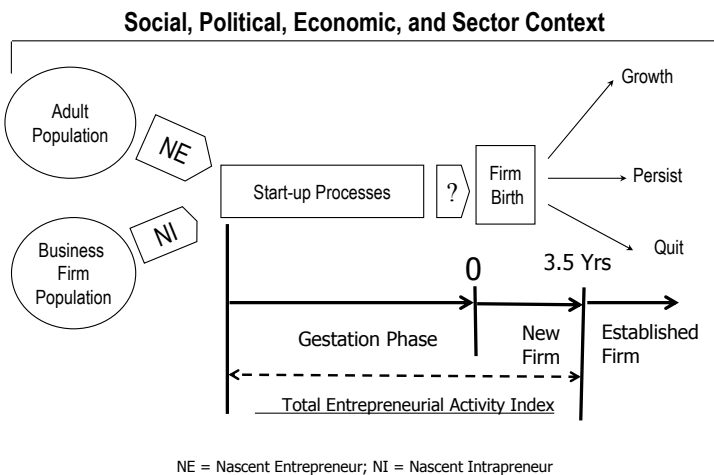 Social, Political, Economic, and Sector Context
Adult
Population
NE
Growth
Start-up Processes
?
Firm
Birth
Persist
NI
Business
Firm
Population
Quit
0
3.5 Yrs
Gestation Phase
New
Firm
Established
Firm
Total Entrepreneurial Activity Index
NE = Nascent Entrepreneur; NI = Nascent Intrapreneur